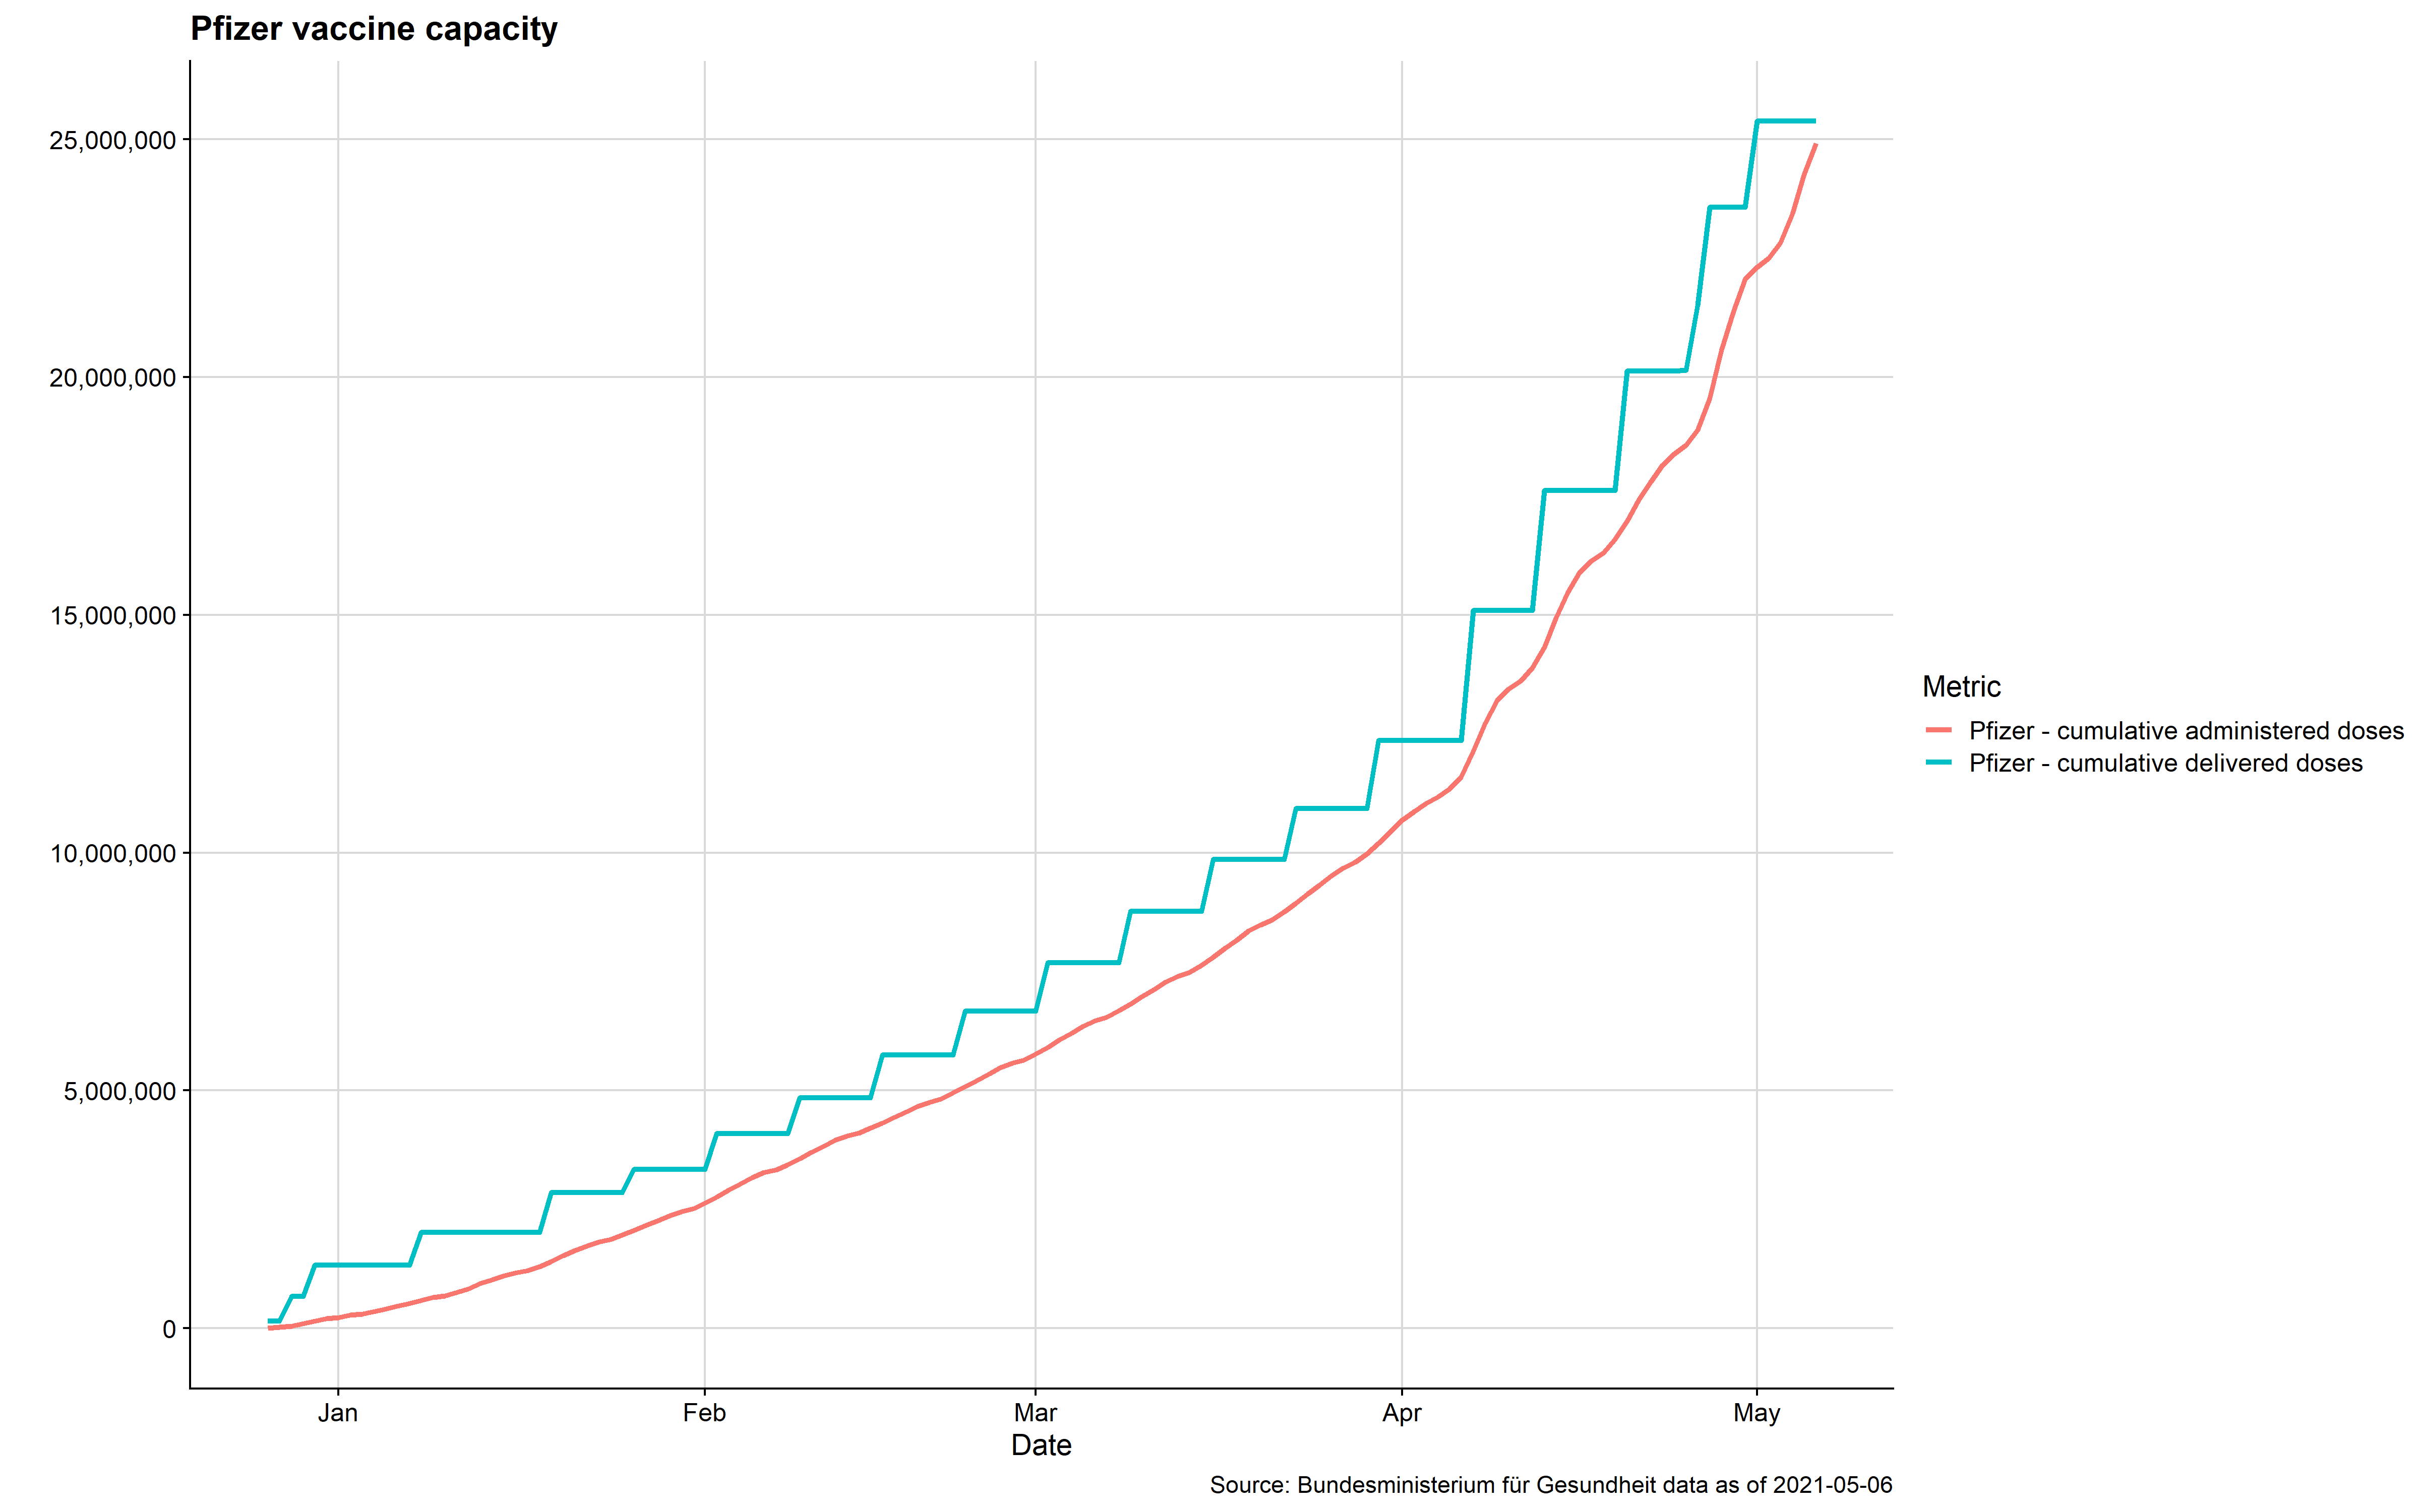 Pfizer vaccine capacity
25,000,000
20,000,000
15,000,000
10,000,000
5,000,000
0
Jan Feb Mar Apr May
Date
Metric
Pfizer - cumulative administered doses
Pfizer - cumulative delivered doses
Source: Bundesministerium für Gesundheit data as of 2021-05-06